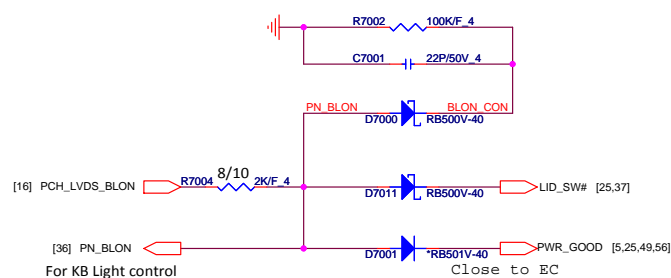 R7002 100K/F_4
C7001 22P/50V_4
PN_BLON BLON_CON
D7000 RB500V-40
8/10
[16] PCH_LVDS_BLON R7004 2K/F_4
D7011 RB500V-40 LID_SW# [25,37]
[36] PN_BLON D7001 *RB501V-40 PWR_GOOD [5,25,49,56]
For KB Light control Close to EC